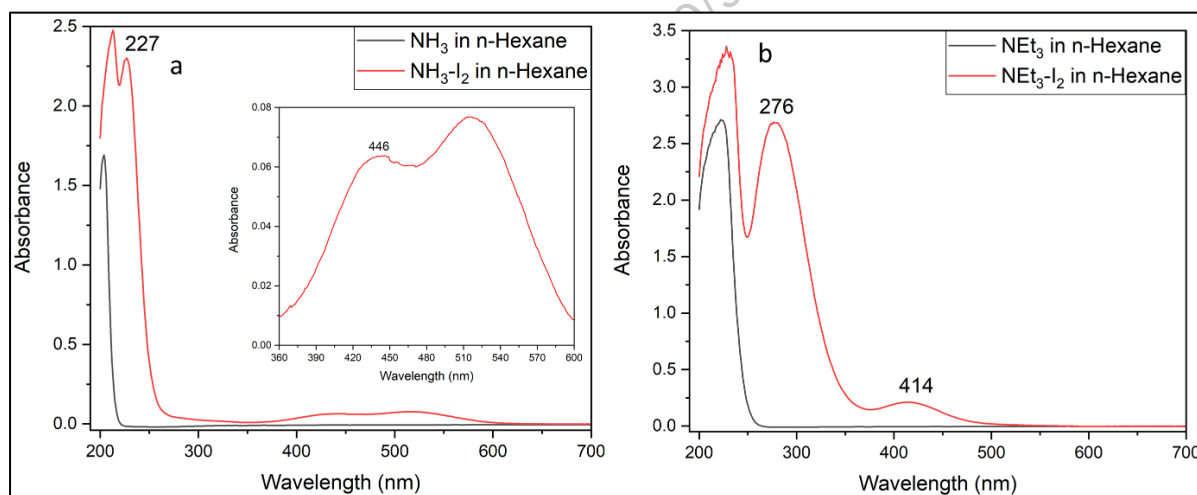 2.5
2.0
1.5
1.0
0.5
0.0
Absorbance
227
a
NH₃ in n-Hexane
NH₃-I₂ in n-Hexane
0.08
0.06
0.04
0.02
0.00
Absorbance
446
360 390 420 450 480 510 540 570 600
Wavelength (nm)
200 300 400 500 600 700
Wavelength (nm)
3.5
3.0
2.5
2.0
1.5
1.0
0.5
0.0
Absorbance
b
276
414
NEt₃ in n-Hexane
NEt₃-I₂ in n-Hexane
200 300 400 500 600 700
Wavelength (nm)